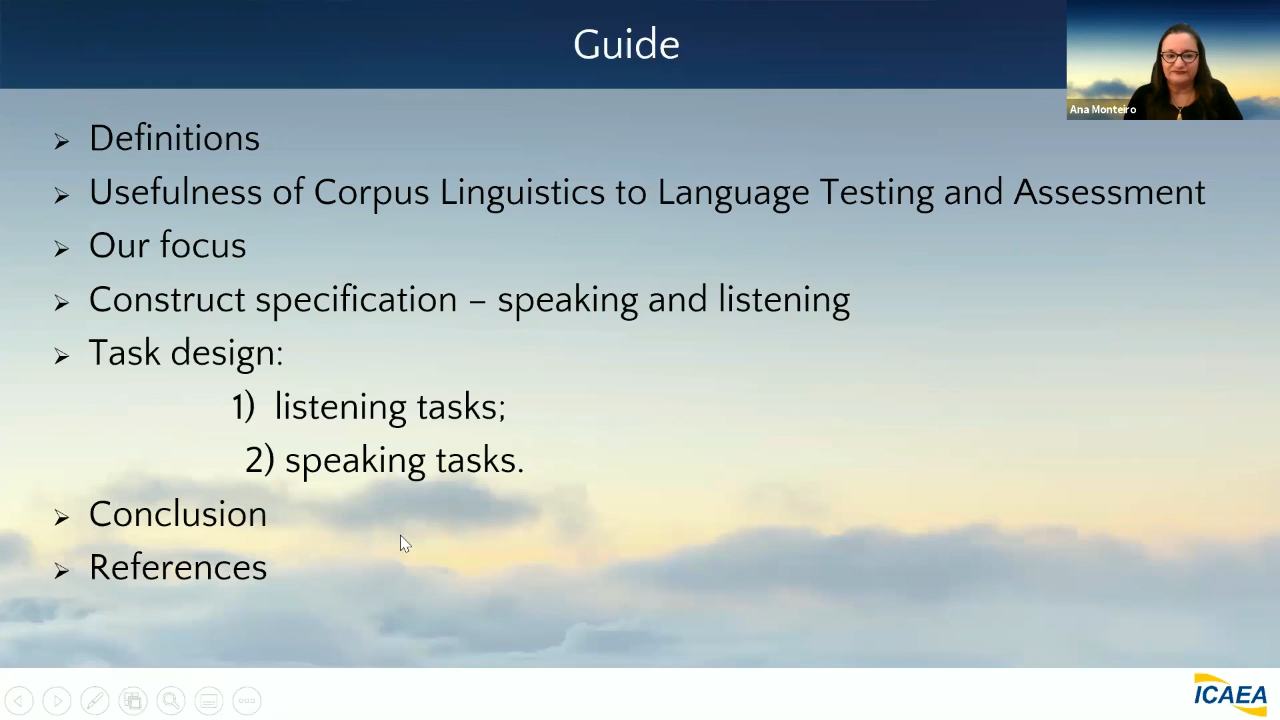 Guide
Ana Monteiro
➢ Definitions
➢ Usefulness of Corpus Linguistics to Language Testing and Assessment
➢ Our focus
➢ Construct specification – speaking and listening
➢ Task design:
1) listening tasks;
2) speaking tasks.
➢ Conclusion
➢ References
ICAEA